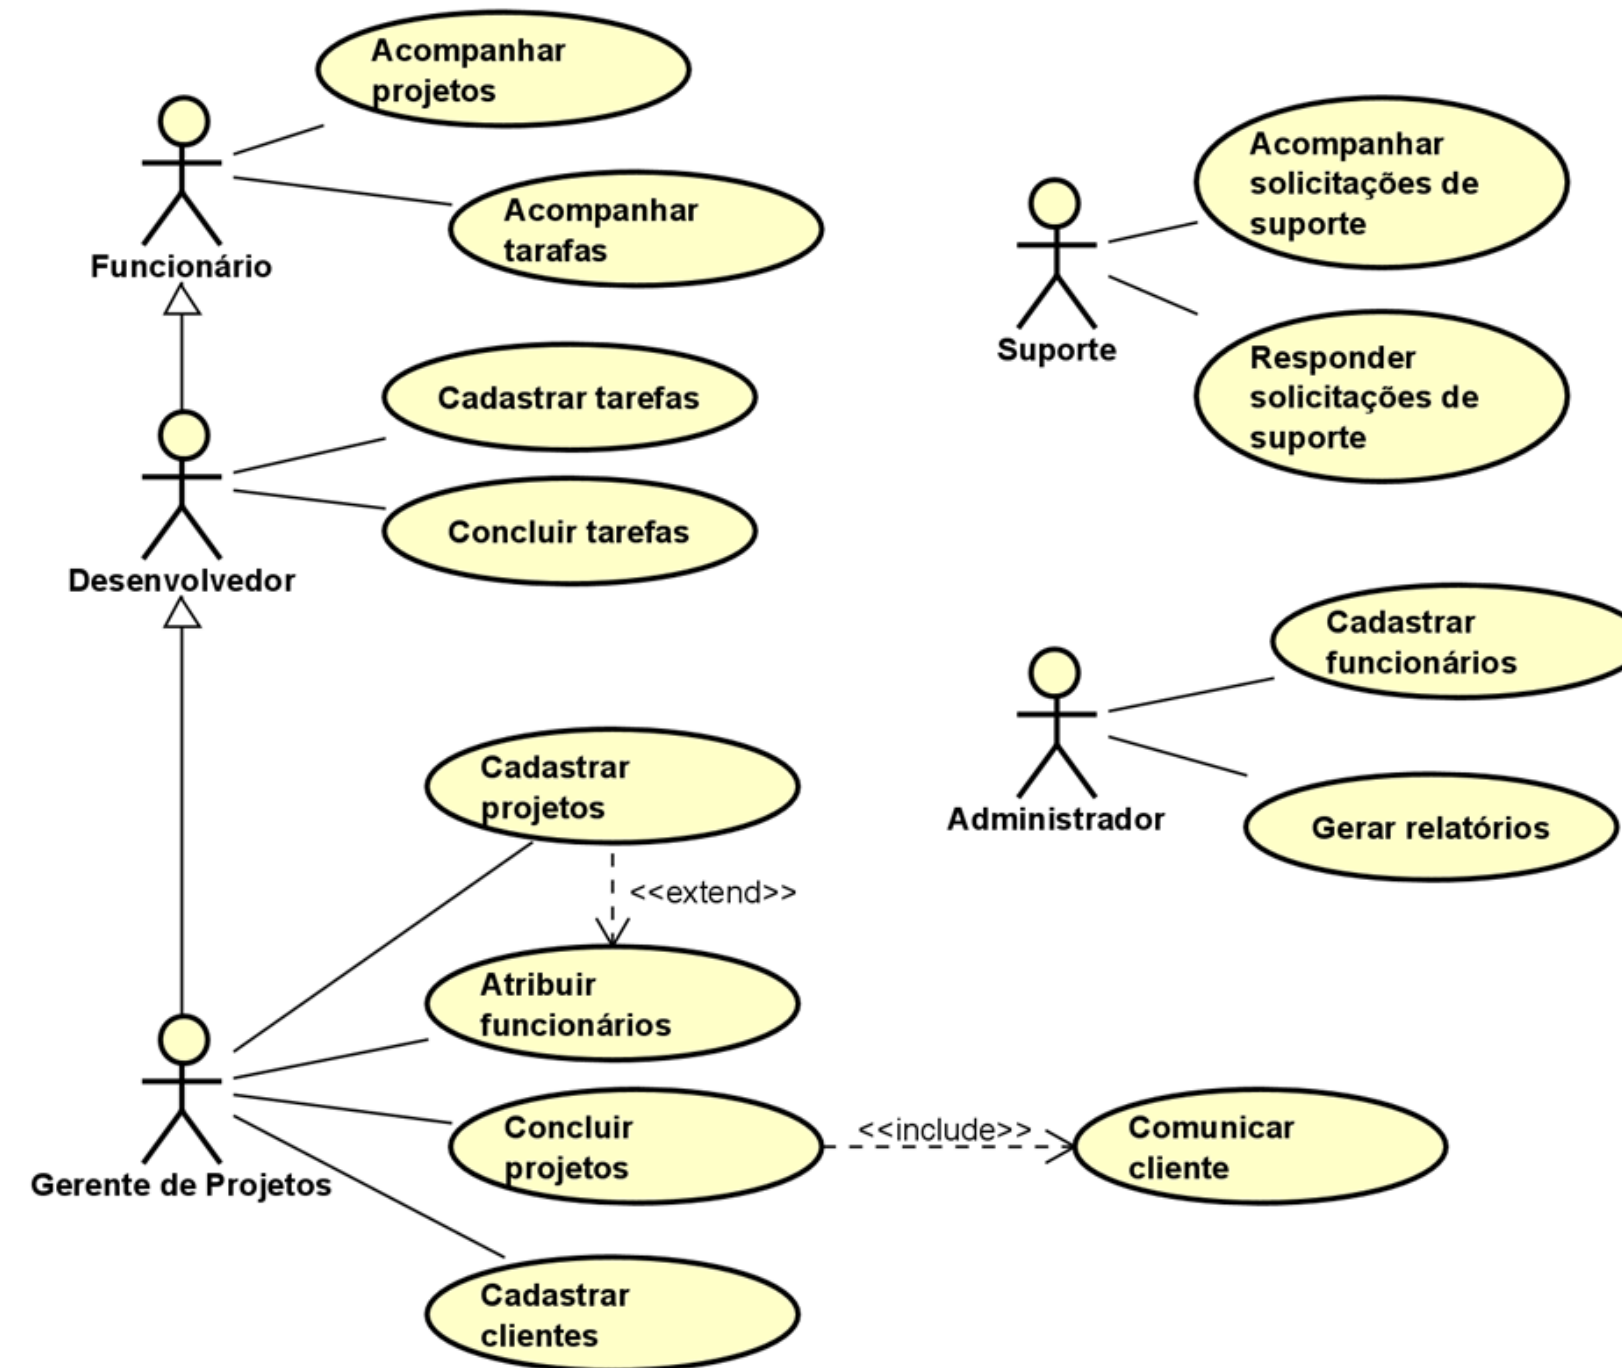 Acompanhar
projetos
Acompanhar
tarafas
Funcionário
Acompanhar
solicitações de
suporte
Suporte
Responder
solicitações de
suporte
Cadastrar tarefas
Concluir tarefas
Desenvolvedor
Cadastrar
funcionários
Administrador
Gerar relatórios
Cadastrar
projetos
<<extend>>
Atribuir
funcionários
Gerente de Projetos
Concluir
projetos
<<include>>
Comunicar
cliente
Cadastrar
clientes